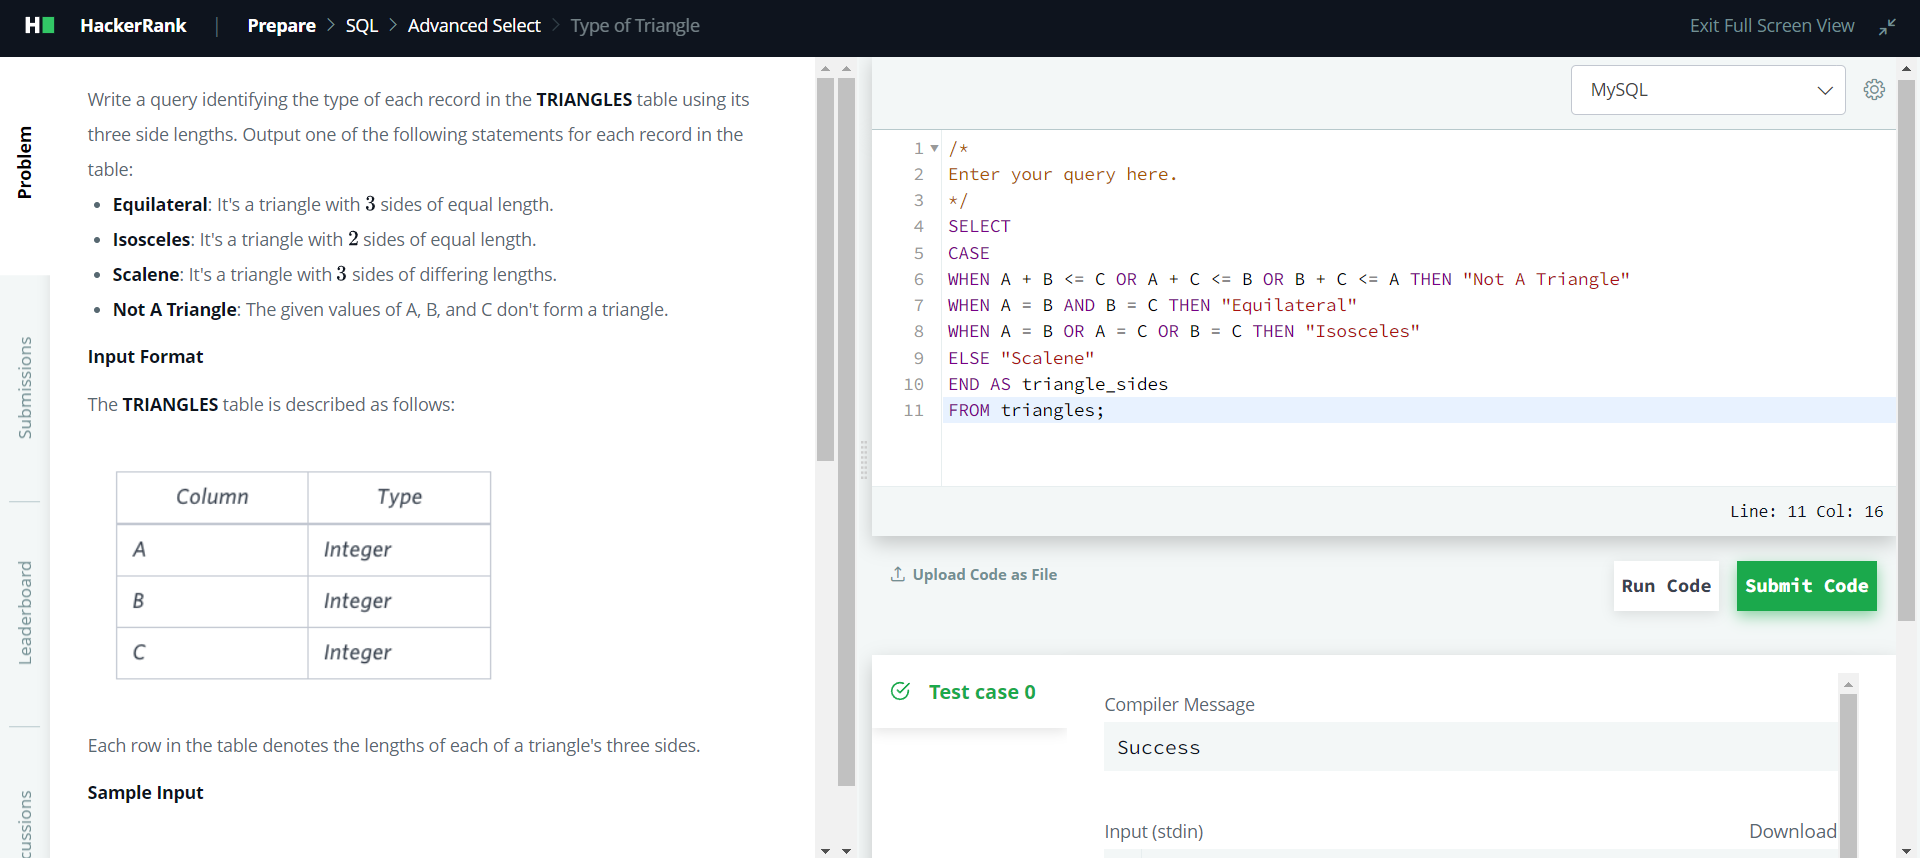 HackerRank | Prepare > SQL > Advanced Select > Type of Triangle
Exit Full Screen View
Problem
Submissions
Leaderboard
cussions
Write a query identifying the type of each record in the TRIANGLES table using its
three side lengths. Output one of the following statements for each record in the
table:
• Equilateral: It's a triangle with 3 sides of equal length.
• Isosceles: It's a triangle with 2 sides of equal length.
• Scalene: It's a triangle with 3 sides of differing lengths.
• Not A Triangle: The given values of A, B, and C don't form a triangle.
Input Format
The TRIANGLES table is described as follows:
Column Type
A Integer
B Integer
C Integer
Each row in the table denotes the lengths of each of a triangle's three sides.
Sample Input
MySQL
1 /*
2 Enter your query here.
3 */
4 SELECT
5 CASE
6 WHEN A + B <= C OR A + C <= B OR B + C <= A THEN "Not A Triangle"
7 WHEN A = B AND B = C THEN "Equilateral"
8 WHEN A = B OR A = C OR B = C THEN "Isosceles"
9 ELSE "Scalene"
10 END AS triangle_sides
11 FROM triangles;
Line: 11 Col: 16
Upload Code as File
Run Code
Submit Code
Test case 0
Compiler Message
Success
Input (stdin)
Download